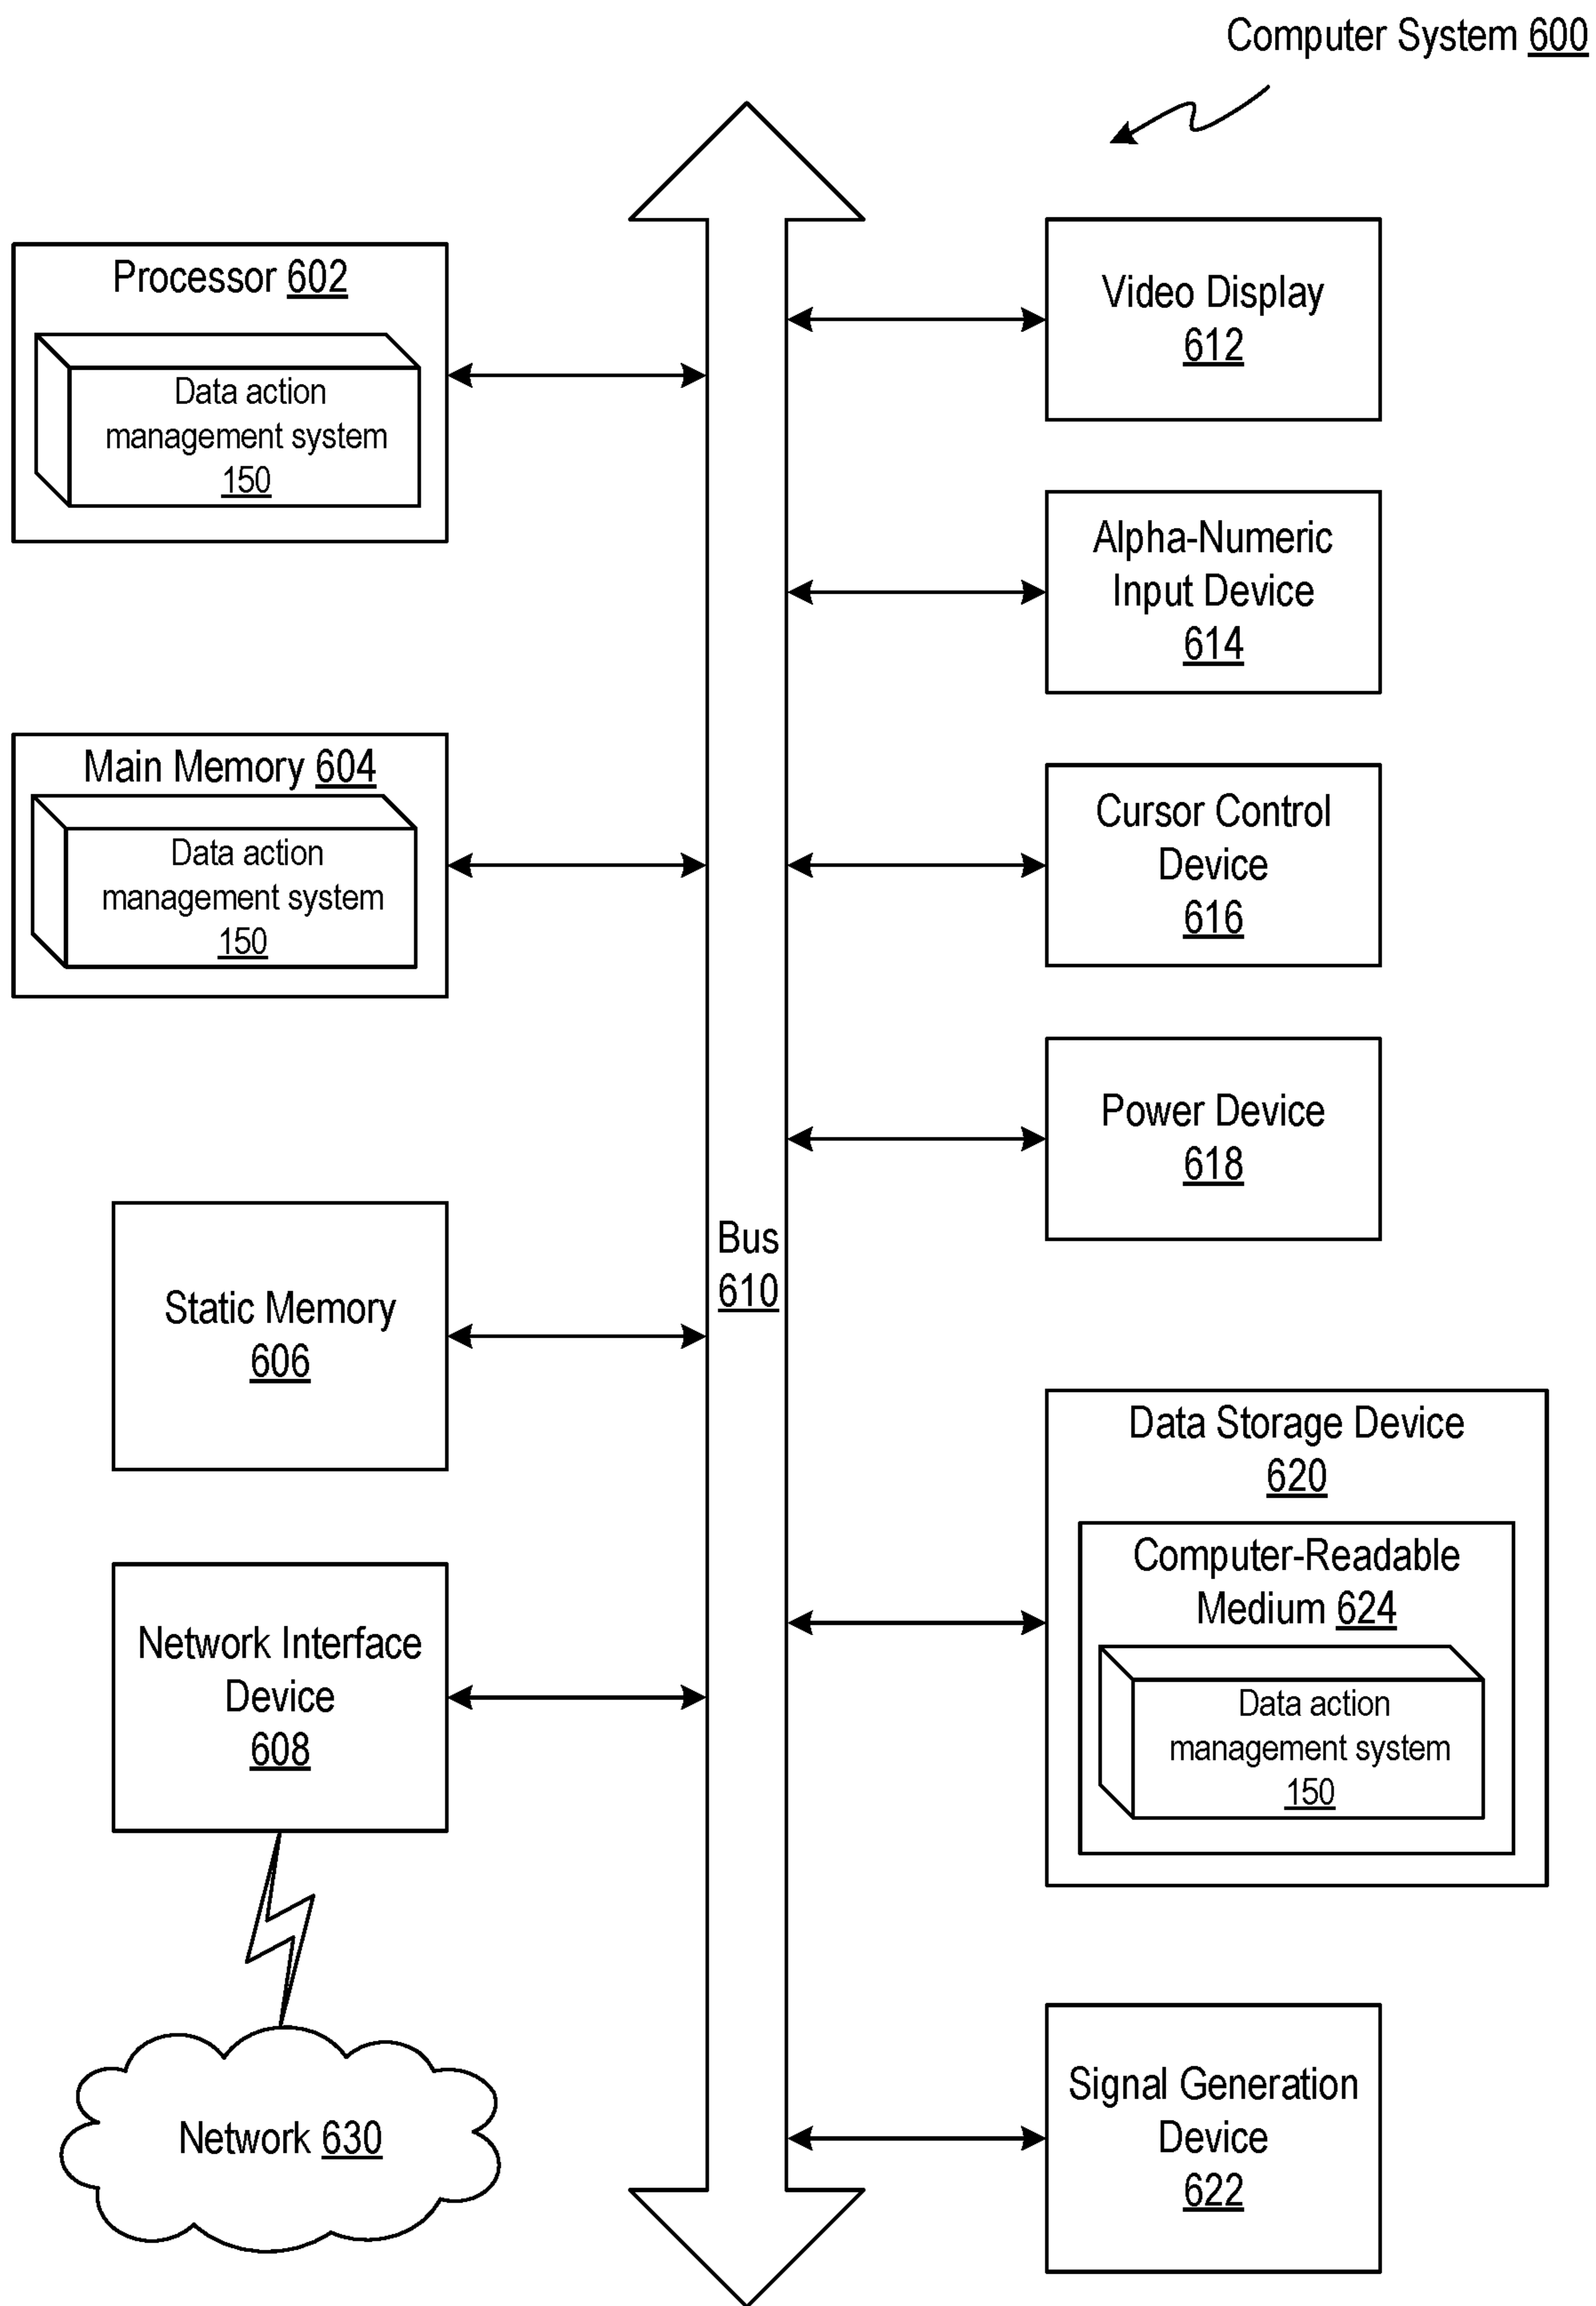 Computer System 600
Processor 602
Data action
management system
150
Main Memory 604
Data action
management system
150
Static Memory
606
Network Interface
Device
608
Network 630
Bus
610
Video Display
612
Alpha-Numeric
Input Device
614
Cursor Control
Device
616
Power Device
618
Data Storage Device
620
Computer-Readable
Medium 624
Data action
management system
150
Signal Generation
Device
622